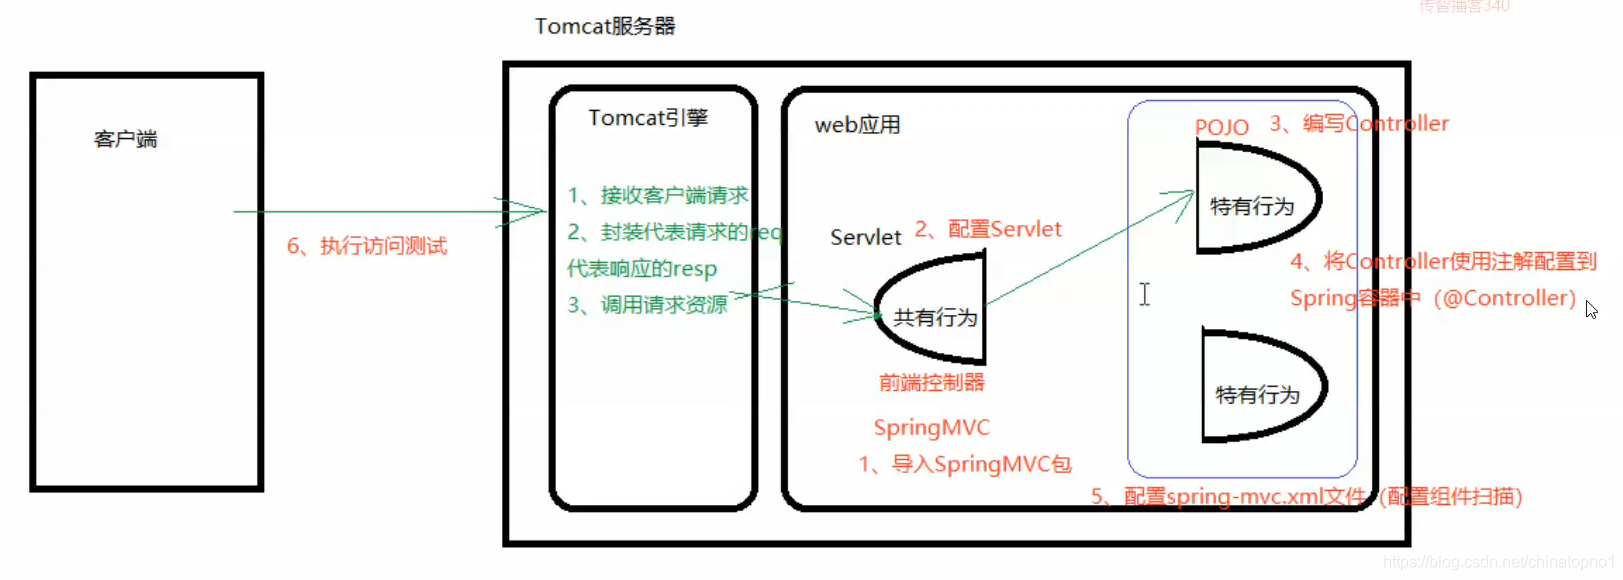 传智播客340
Tomcat服务器
客户端
Tomcat引擎
web应用
POJO
3、编写Controller
1、接收客户端请求
2、封装代表请求的req
代表响应的resp
3、调用请求资源
6、执行访问测试
Servlet
2、配置Servlet
共有行为
前端控制器
SpringMVC
1、导入SpringMVC包
特有行为
4、将Controller使用注解配置到
Spring容器中（@Controller）
特有行为
5、配置spring-mvc.xml文件（配置组件扫描）
https://blog.csdn.net/chinatopno1